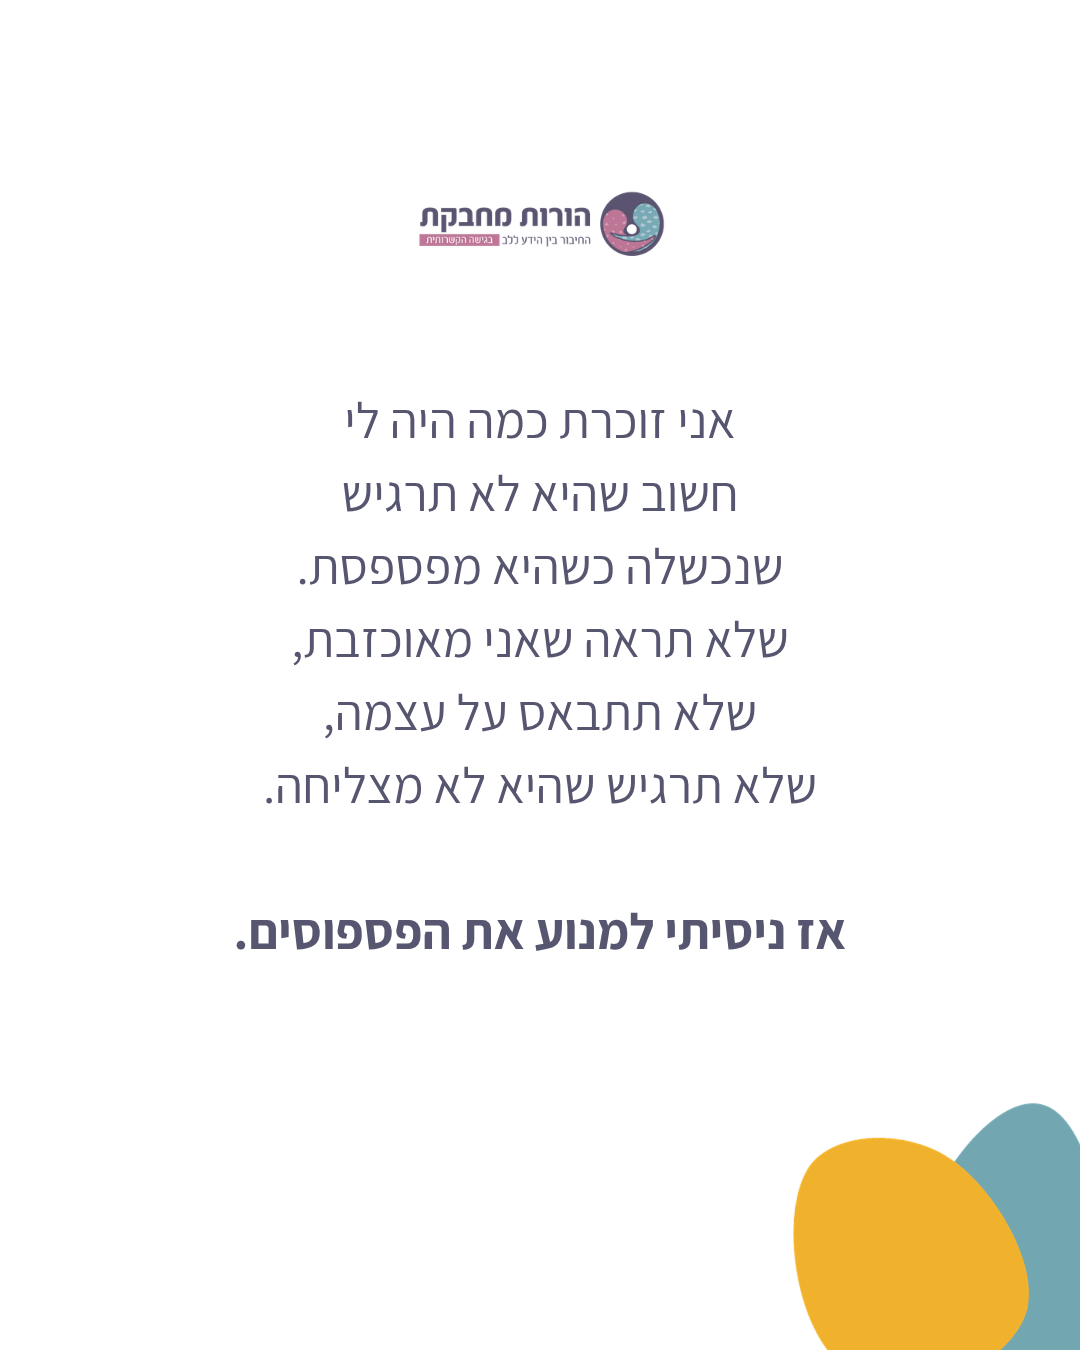 הורות מחבקת
החיבור בין הידע ללב בגישה הקשרותית
אני זוכרת כמה היה לי
חשוב שהיא לא תרגיש
שנכשלה כשהיא מפספסת.
שלא תראה שאני מאוכזבת,
שלא תתבאס על עצמה,
שלא תרגיש שהיא לא מצליחה.
אז ניסיתי למנוע את הפספוסים.